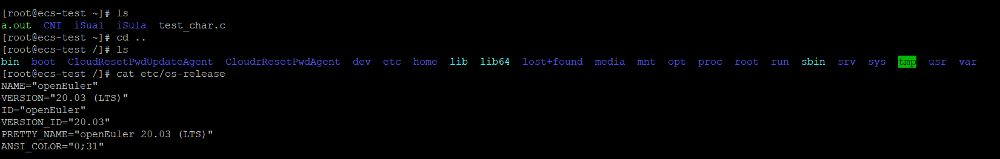 [root@ecs-test ~]# ls
a.out  CNI  iSual  iSula  test_char.c
[root@ecs-test ~]# cd ..
[root@ecs-test /]# ls
bin  boot  CloudResetPwdUpdateAgent  CloudrResetPwdAgent  dev  etc  home  lib  lib64  lost+found  media  mnt  opt  proc  root  run  sbin  srv  sys  tmp  usr  var
[root@ecs-test /]# cat etc/os-release
NAME="openEuler"
VERSION="20.03 (LTS)"
ID="openEuler"
VERSION_ID="20.03"
PRETTY_NAME="openEuler 20.03 (LTS)"
ANSI_COLOR="0;31"